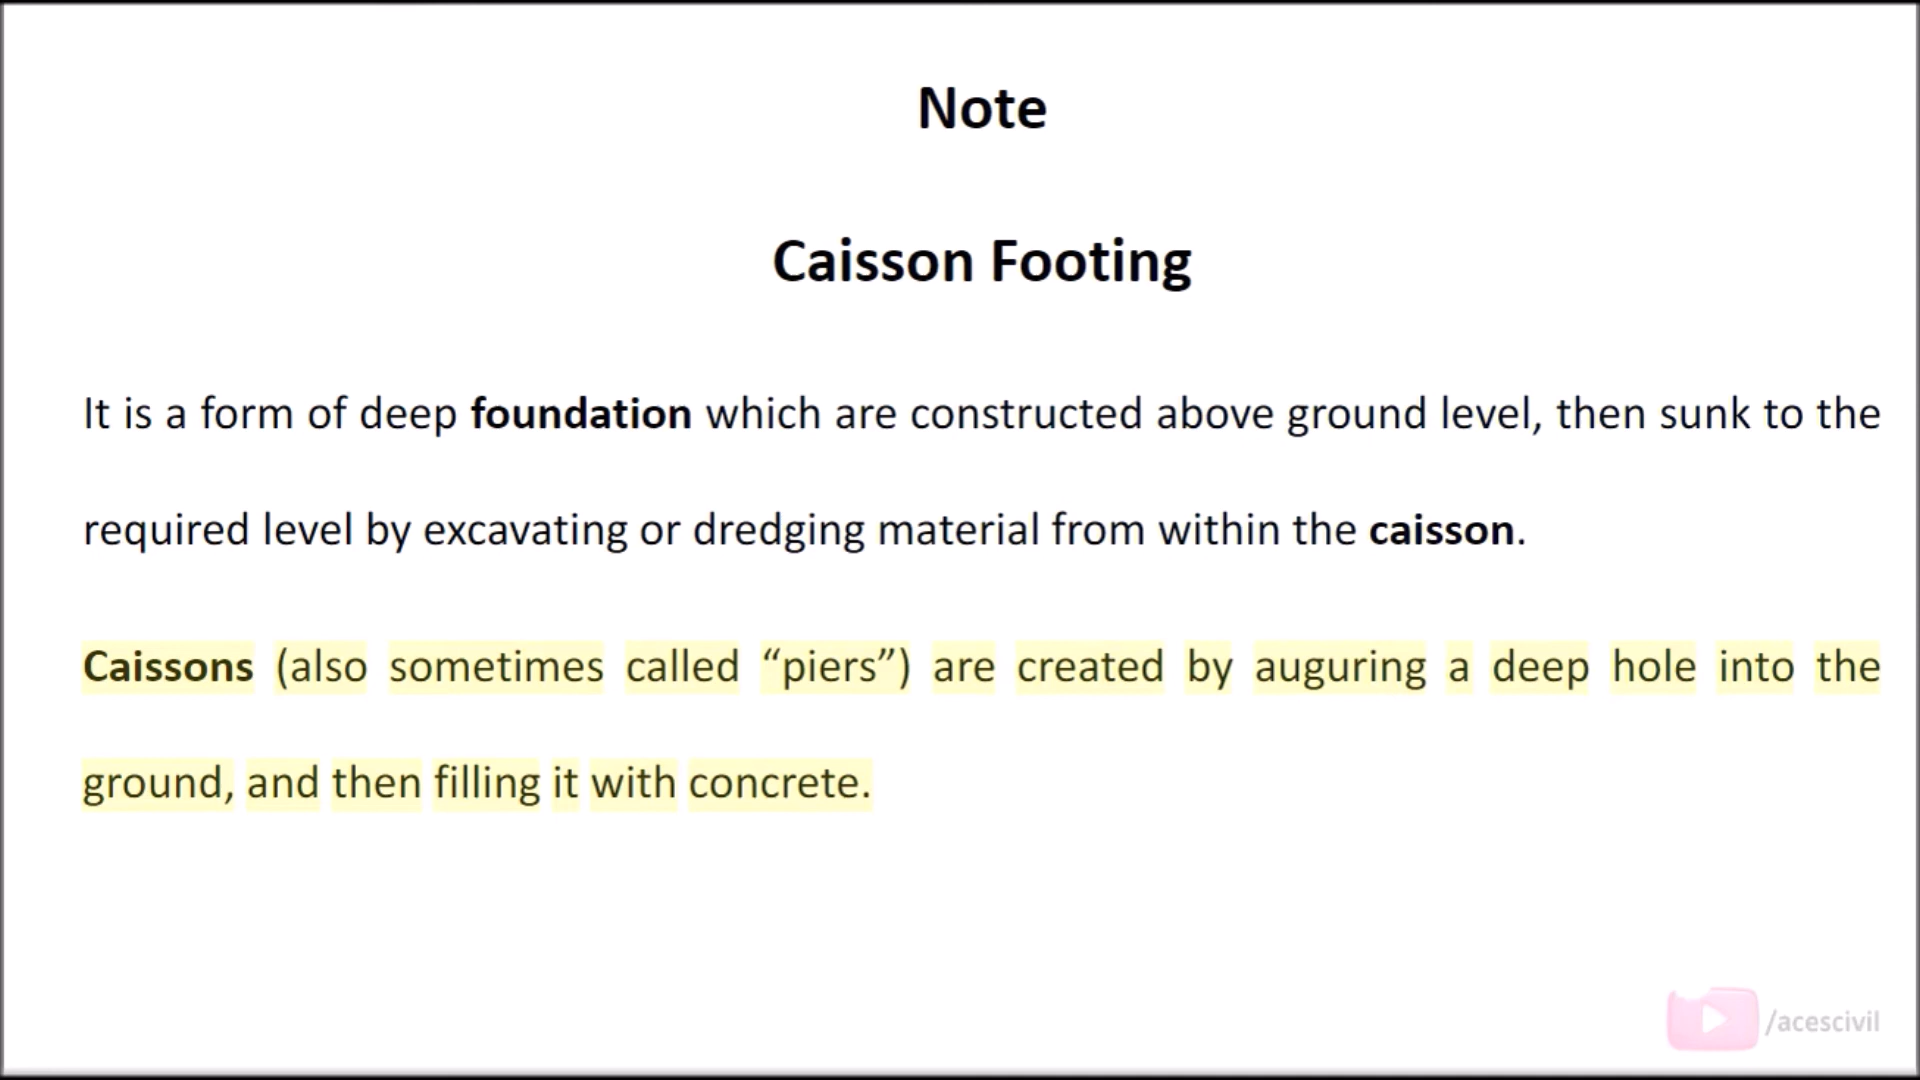 Note
Caisson Footing
It is a form of deep foundation which are constructed above ground level, then sunk to the
required level by excavating or dredging material from within the caisson.
Caissons (also sometimes called “piers”) are created by auguring a deep hole into the
ground, and then filling it with concrete.
/acescivil